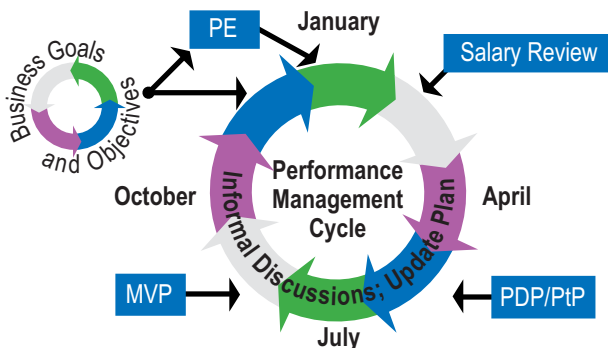 Business Goals
and Objectives
PE
January
Salary Review
October
Performance
Management
Cycle
April
Informal Discussions; Update Plan
MVP
PDP/PtP
July